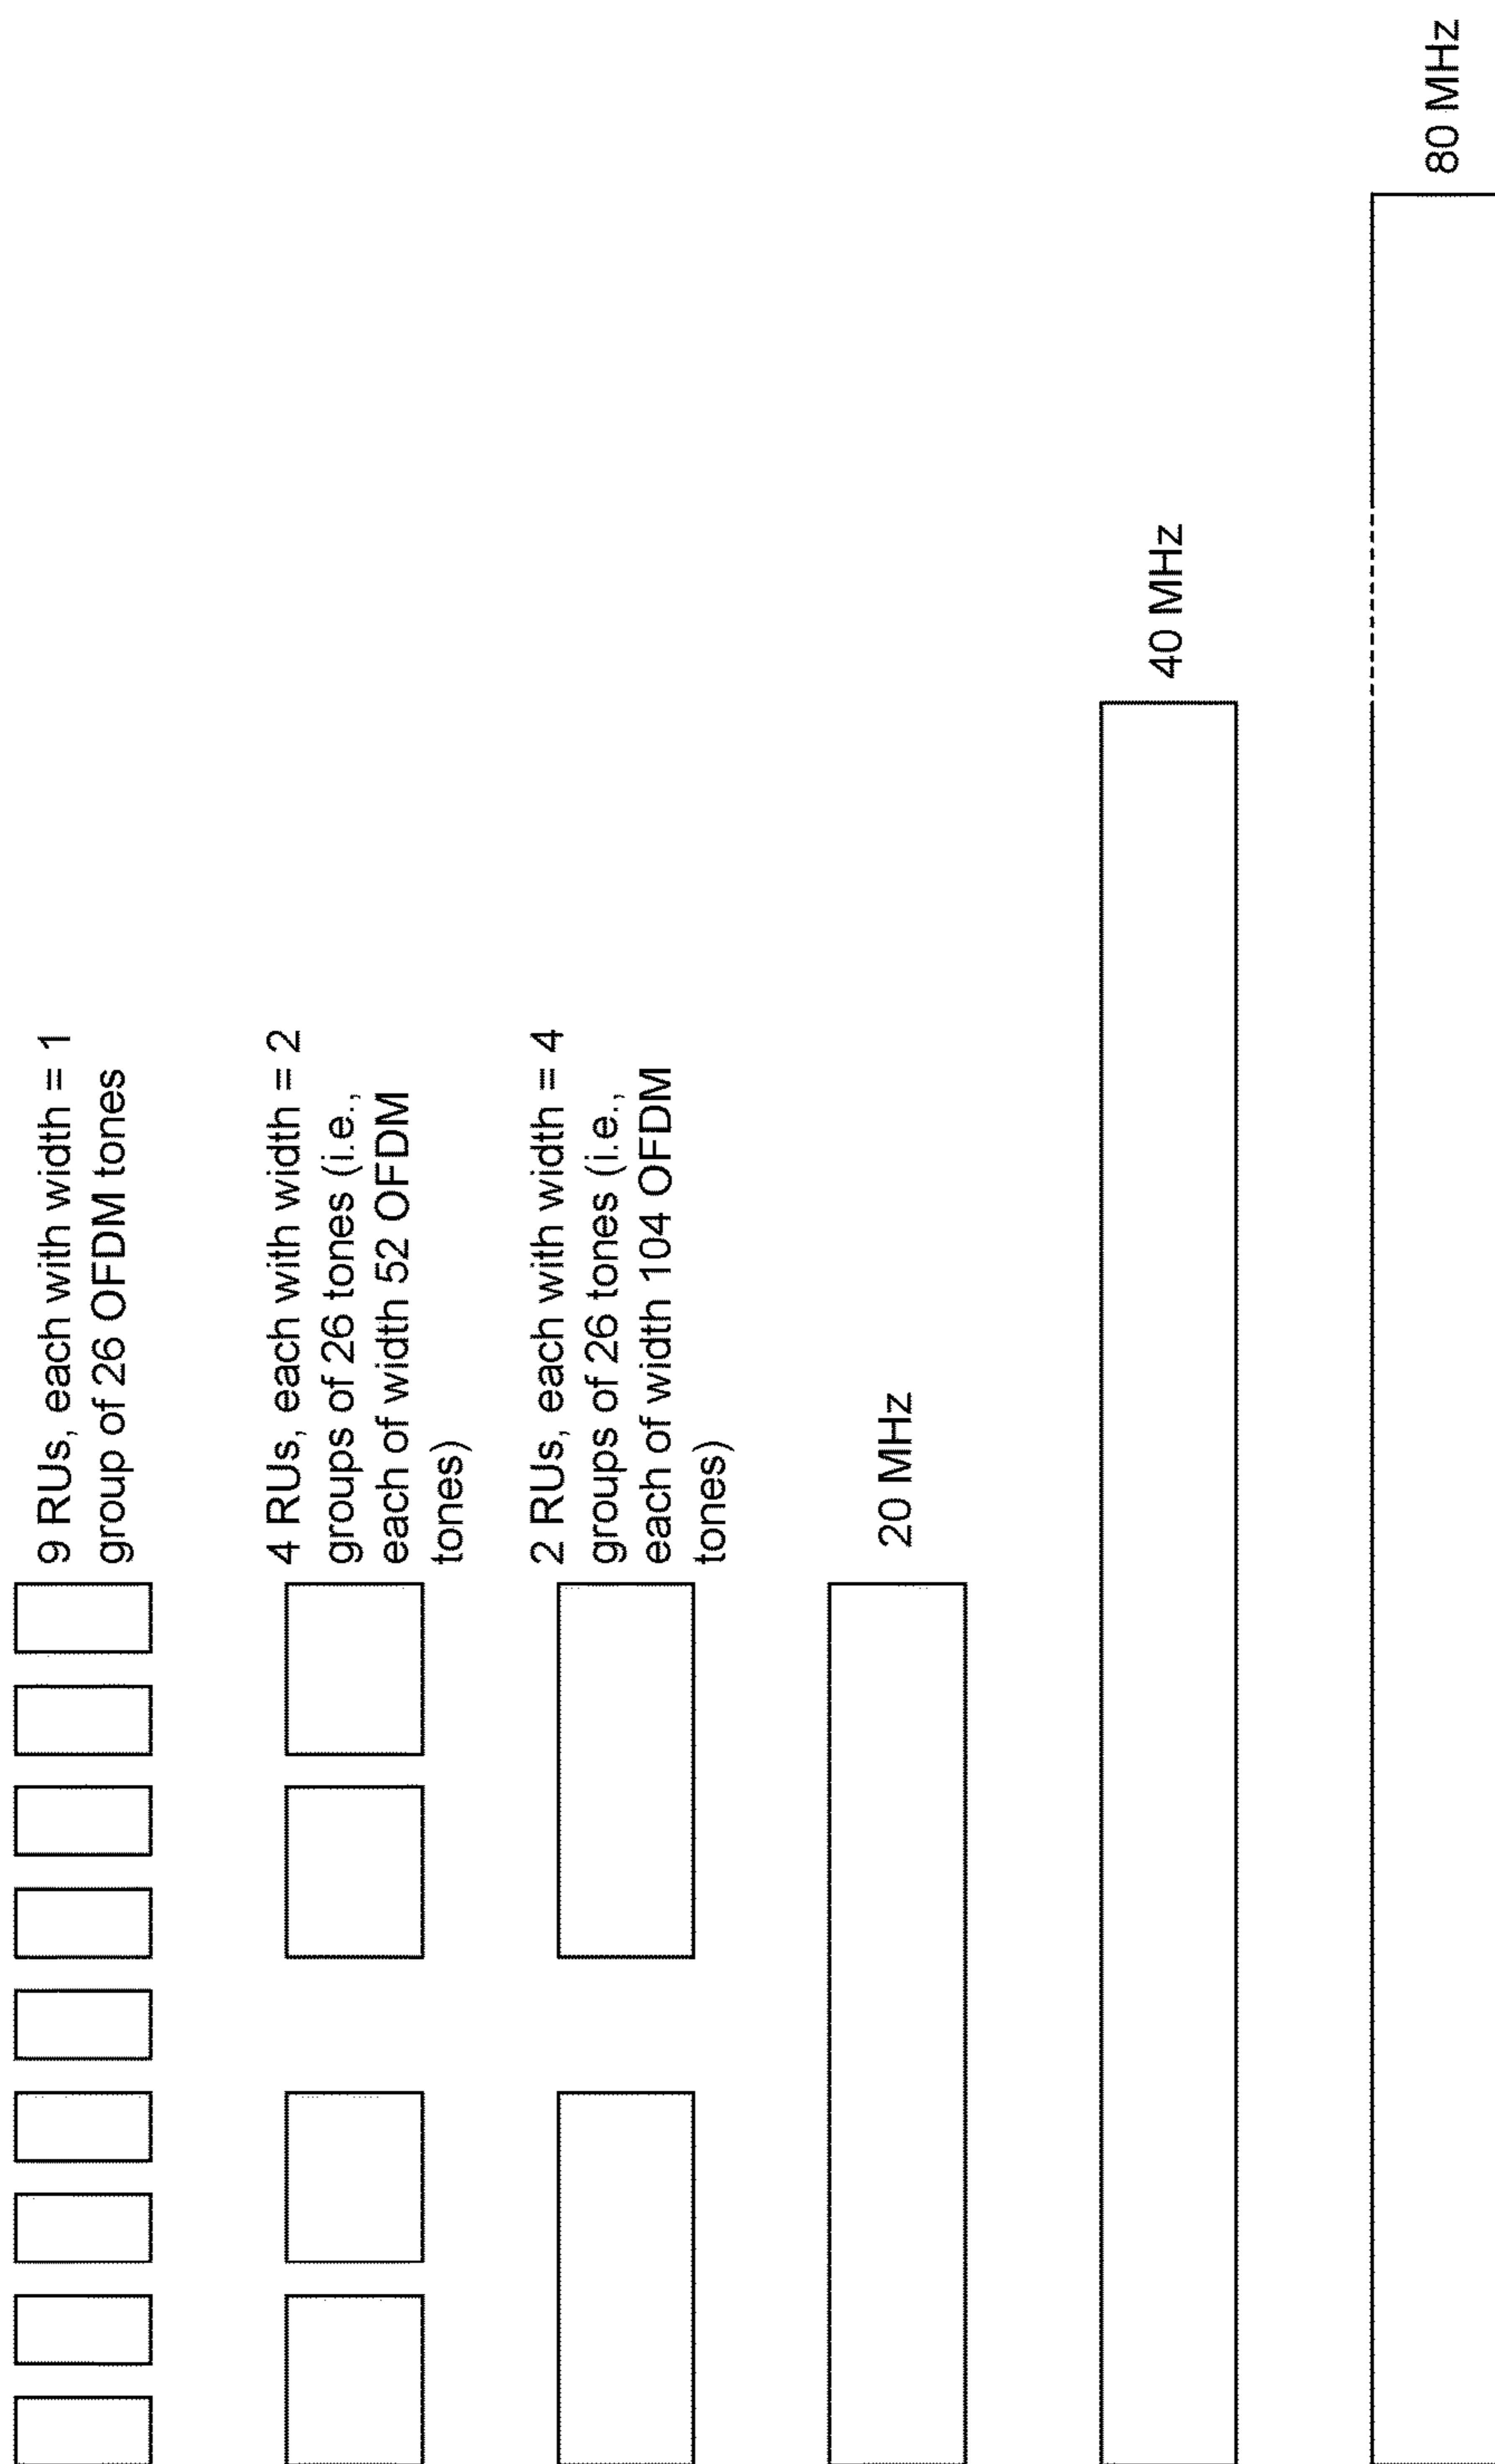 9 RUs, each with width = 1
group of 26 OFDM tones
4 RUs, each with width = 2
groups of 26 tones (i.e.,
each of width 52 OFDM
tones)
2 RUs, each with width = 4
groups of 26 tones (i.e.,
each of width 104 OFDM
tones)
20 MHz
40 MHz
80 MHz